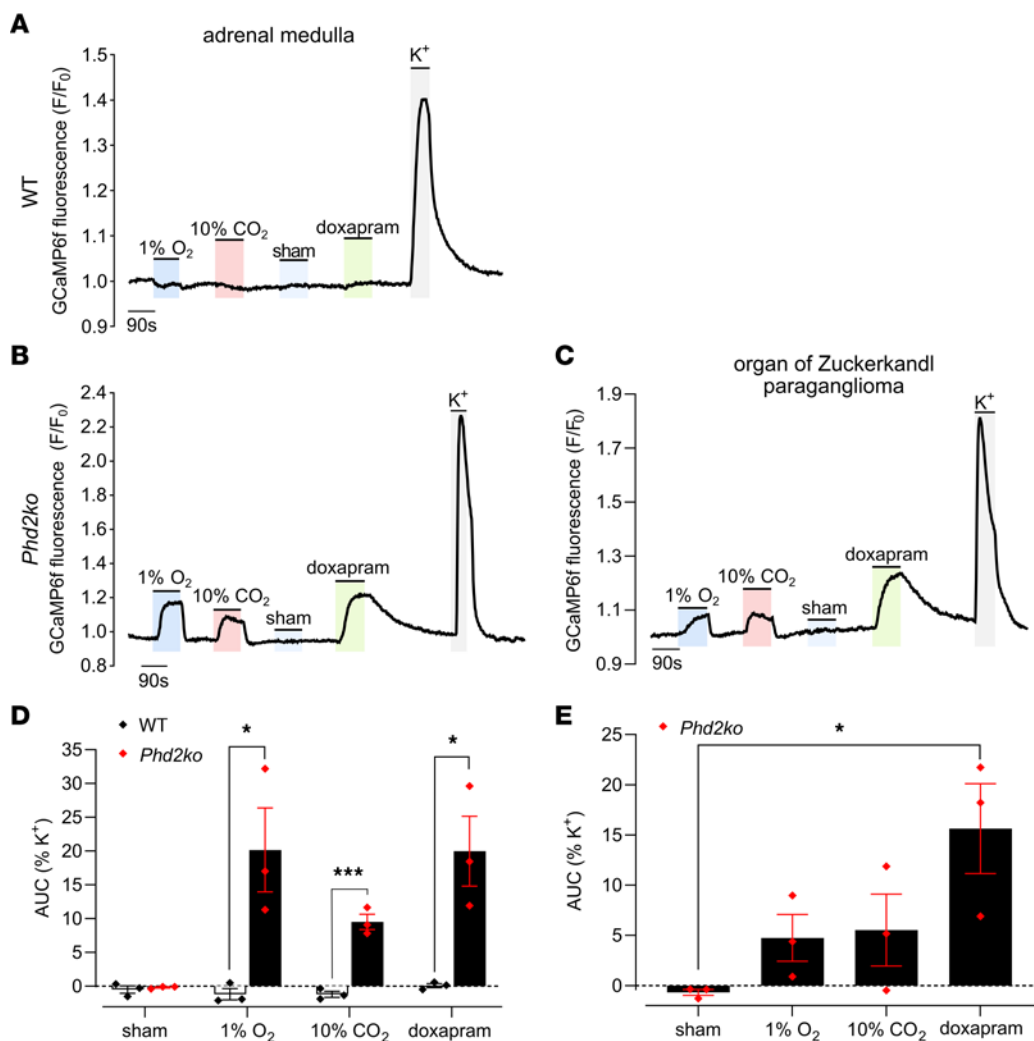 A
adrenal medulla
WT
GCaMP6f fluorescence (F/F0)
1.5
1.4
1.3
1.2
1.1
1.0
0.9
1% O2
10% CO2
sham
doxapram
K+
90s
B
Phd2ko
GCaMP6f fluorescence (F/F0)
2.4
2.2
2.0
1.8
1.6
1.4
1.2
1.0
0.8
1% O2
10% CO2
sham
doxapram
K+
90s
C
organ of Zuckerkandl
paraganglioma
GCaMP6f fluorescence (F/F0)
1.9
1.7
1.5
1.3
1.1
0.9
1% O2
10% CO2
sham
doxapram
K+
90s
D
WT
Phd2ko
AUC (% K+)
35
30
25
20
15
10
5
0
*
***
*
sham
1% O2
10% CO2
doxapram
E
Phd2ko
AUC (% K+)
25
20
15
10
5
0
*
sham
1% O2
10% CO2
doxapram